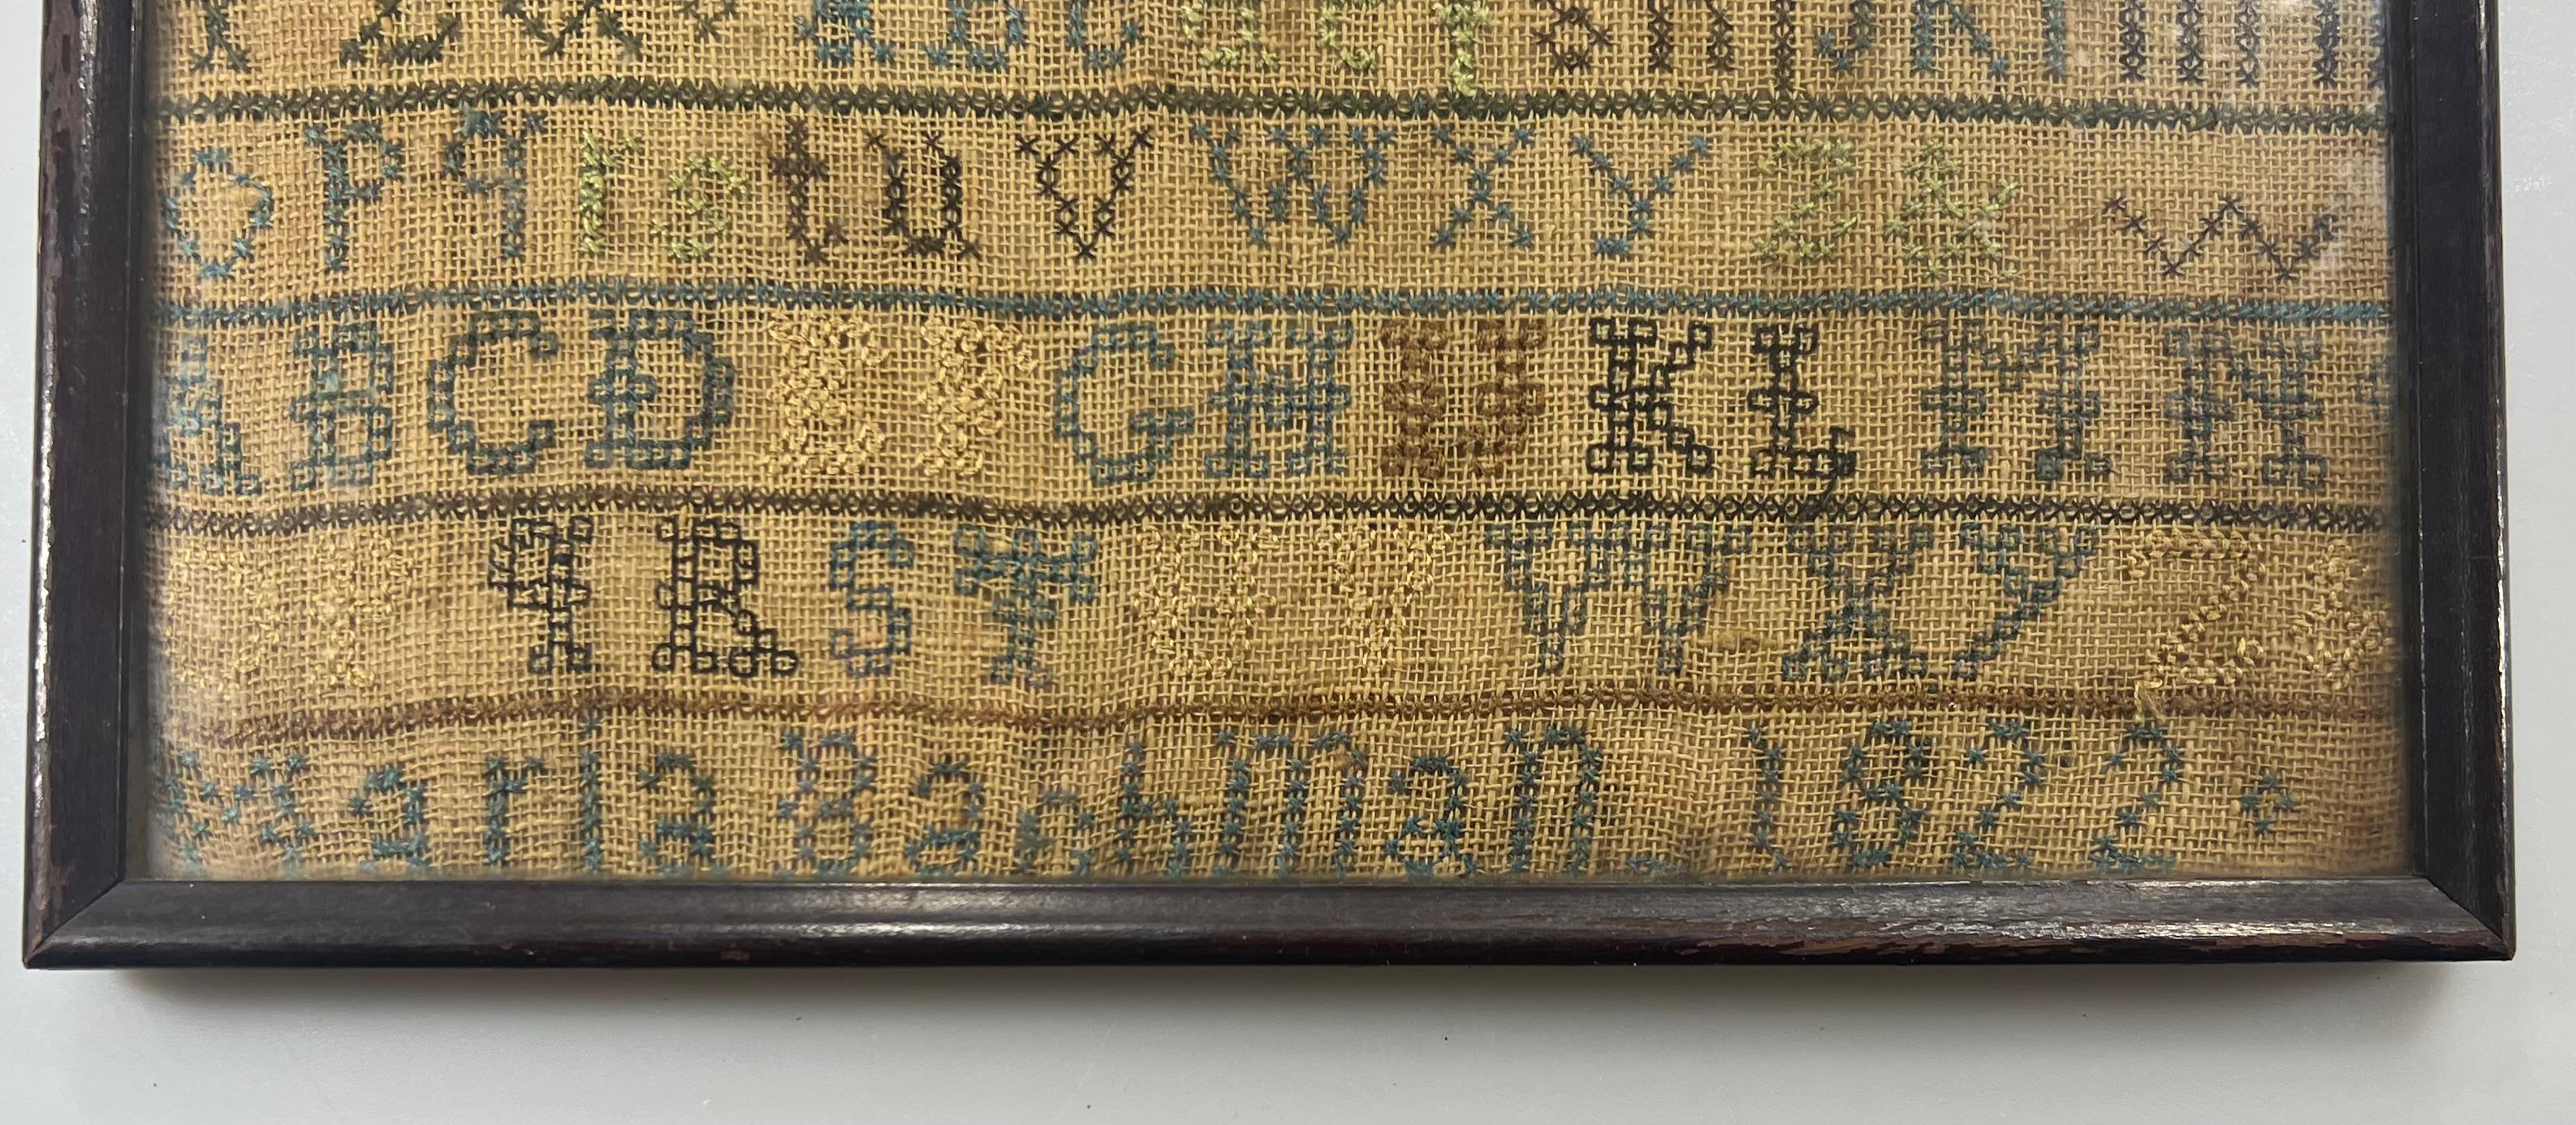 a b c d e f g h i j k l m n
o p q r s t u v w x y z &
A B C D E F G H I J K L M N
O P Q R S T U V W X Y Z &
Maria Bachman 1822